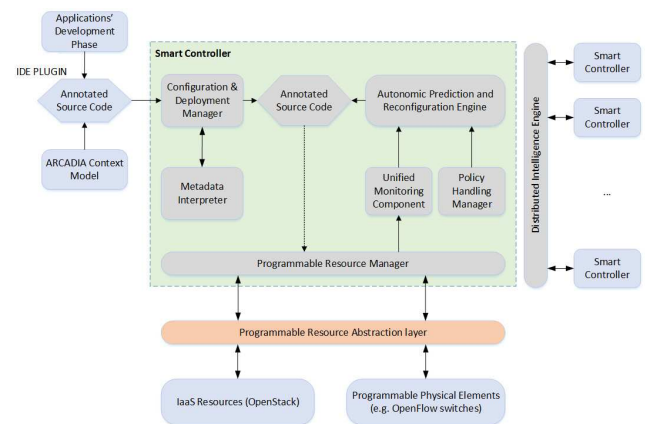 Applications'
Development
Phase
IDE PLUGIN
Annotated
Source Code
ARCADIA Context
Model
Smart Controller
Configuration &
Deployment
Manager
Annotated
Source Code
Autonomic Prediction and
Reconfiguration Engine
Metadata
Interpreter
Unified
Monitoring
Component
Policy
Handling
Manager
Programmable Resource Manager
Distributed Intelligence Engine
Smart
Controller
Smart
Controller
...
Smart
Controller
Programmable Resource Abstraction layer
IaaS Resources (OpenStack)
Programmable Physical Elements
(e.g. OpenFlow switches)